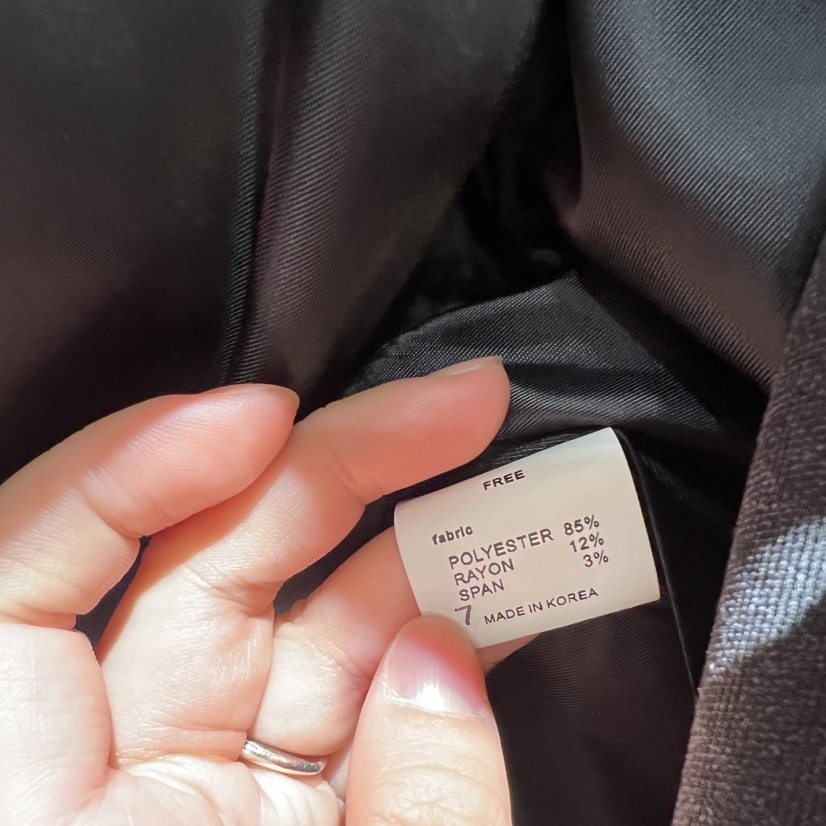 FREE
fabric
POLYESTER 85%
RAYON 12%
SPAN 3%
7 MADE IN KOREA